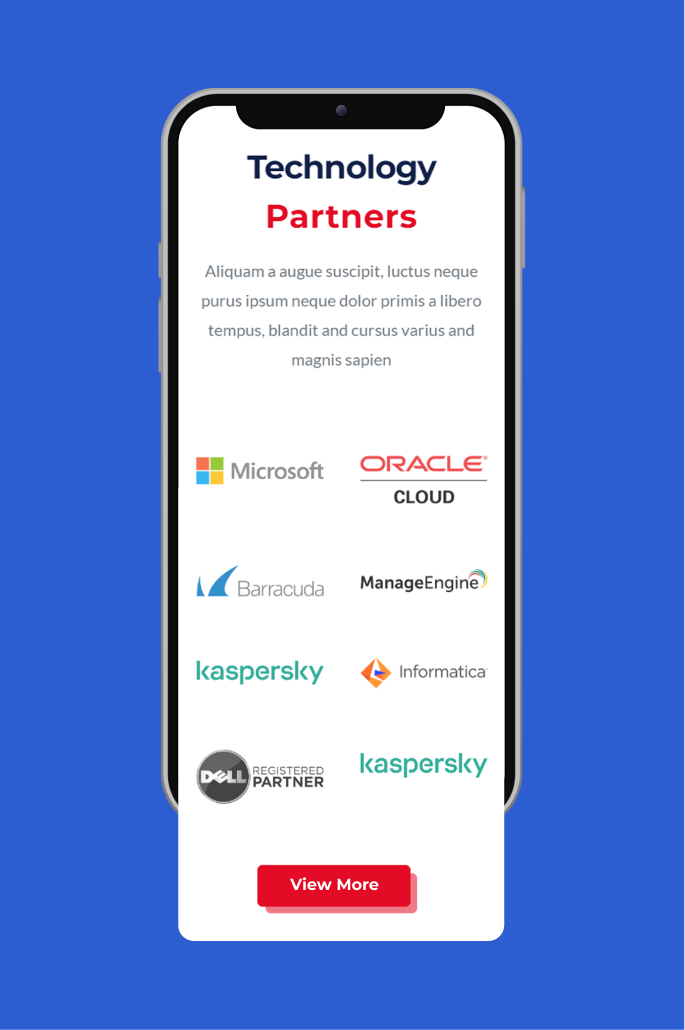 Technology
Partners
Aliquam a augue suscipit, luctus neque
purus ipsum neque dolor primis a libero
tempus, blandit and cursus varius and
magnis sapien
Microsoft
ORACLE®
CLOUD
Barracuda
ManageEngine
kaspersky
Informatica
DELL
REGISTERED
PARTNER
kaspersky
View More